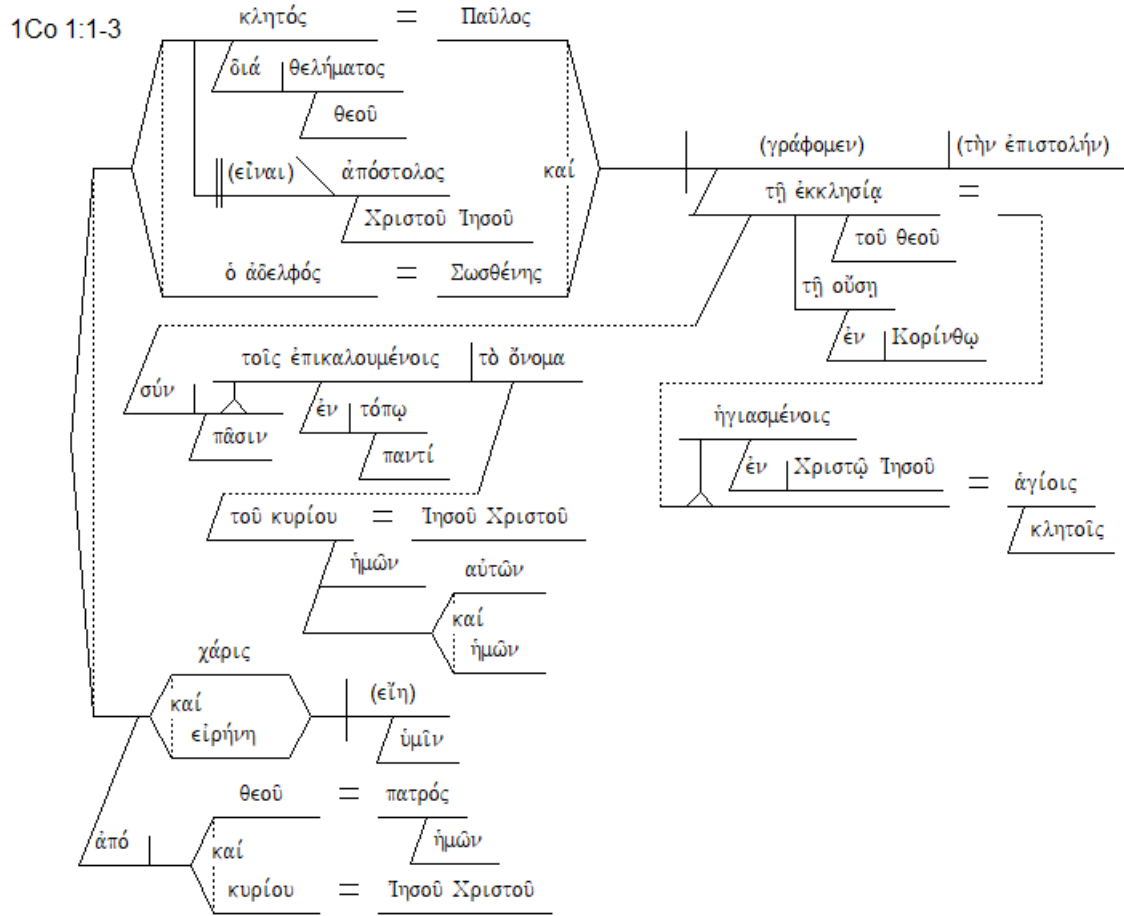 1Co 1:1-3
κλητός = Παῦλος
διά θελήματος
θεοῦ
(εἶναι) ἀπόστολος
Χριστοῦ Ἰησοῦ
καί
ὁ ἀδελφός = Σωσθένης
(γράφομεν) (τὴν ἐπιστολήν)
τῇ ἐκκλησίᾳ =
τοῦ θεοῦ
τῇ οὔσῃ
ἐν Κορίνθῳ
τοῖς ἐπικαλουμένοις τὸ ὄνομα
σύν
πᾶσιν
ἐν τόπῳ
παντί
ἡγιασμένοις
ἐν Χριστῷ Ἰησοῦ = ἁγίοις
κλητοῖς
τοῦ κυρίου = Ἰησοῦ Χριστοῦ
ἡμῶν
αὐτῶν
καί
ἡμῶν
χάρις
καί
εἰρήνη
(εἴη)
ὑμῖν
ἀπό
θεοῦ = πατρός
ἡμῶν
καί
κυρίου = Ἰησοῦ Χριστοῦ